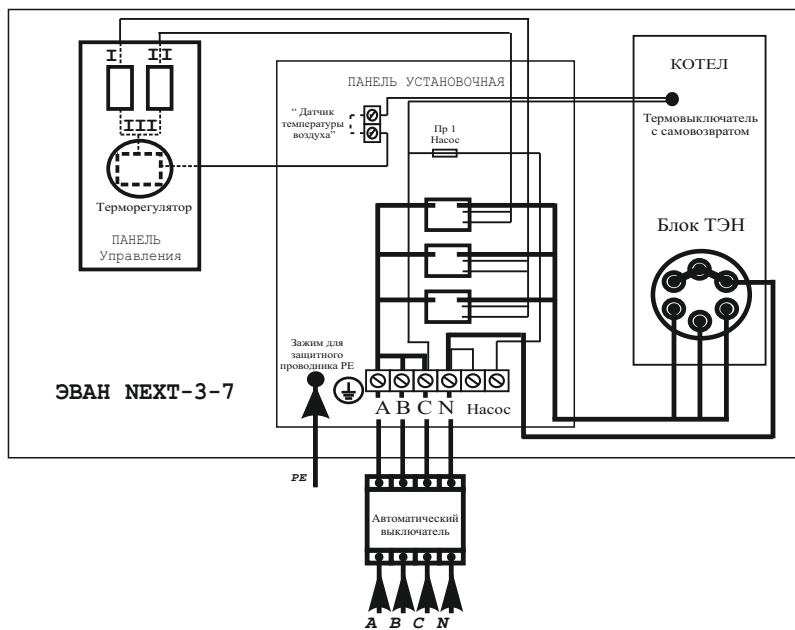 I II
III
Терморегулятор
ПАНЕЛЬ
Управления
ПАНЕЛЬ УСТАНОВОЧНАЯ
“ Датчик
температуры
воздуха”
Пр 1
Насос
КОТЕЛ
Термовыключатель
с самовозвратом
Блок ТЭН
Зажим для
защитного
проводника РЕ
ЭВАН NEXT-3-7
A B C N Насос
PE
Автоматический
выключатель
A B C N